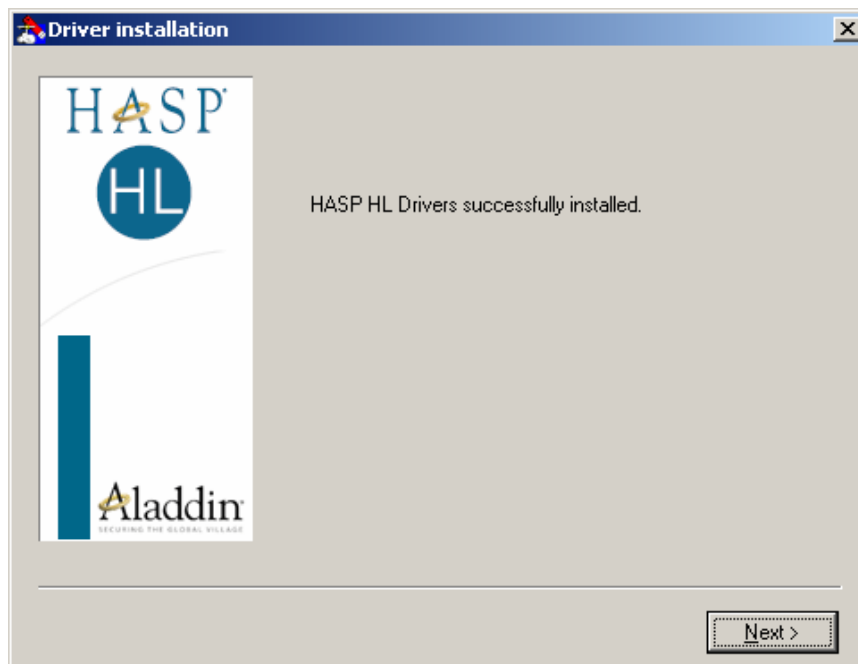 Driver installation
HASP
HL
HASP HL Drivers successfully installed.
Aladdin
SECURING THE GLOBAL VILLAGE
Next >